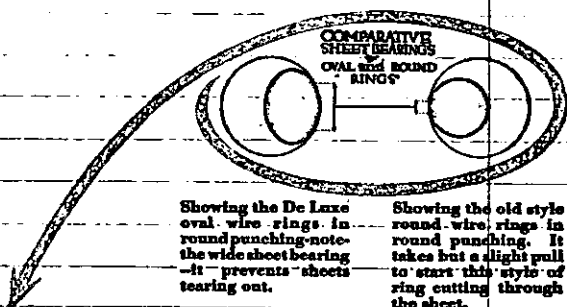 COMPARATIVE
SHEET BEARINGS
of
OVAL and ROUND
RINGS
Showing the De Luxe
oval wire rings in
round punching-note
the wide sheet bearing
-it prevents sheets
tearing out.
Showing the old style
round wire rings in
round punching. It
takes but a slight pull
to start this style of
ring cutting through
the sheet.